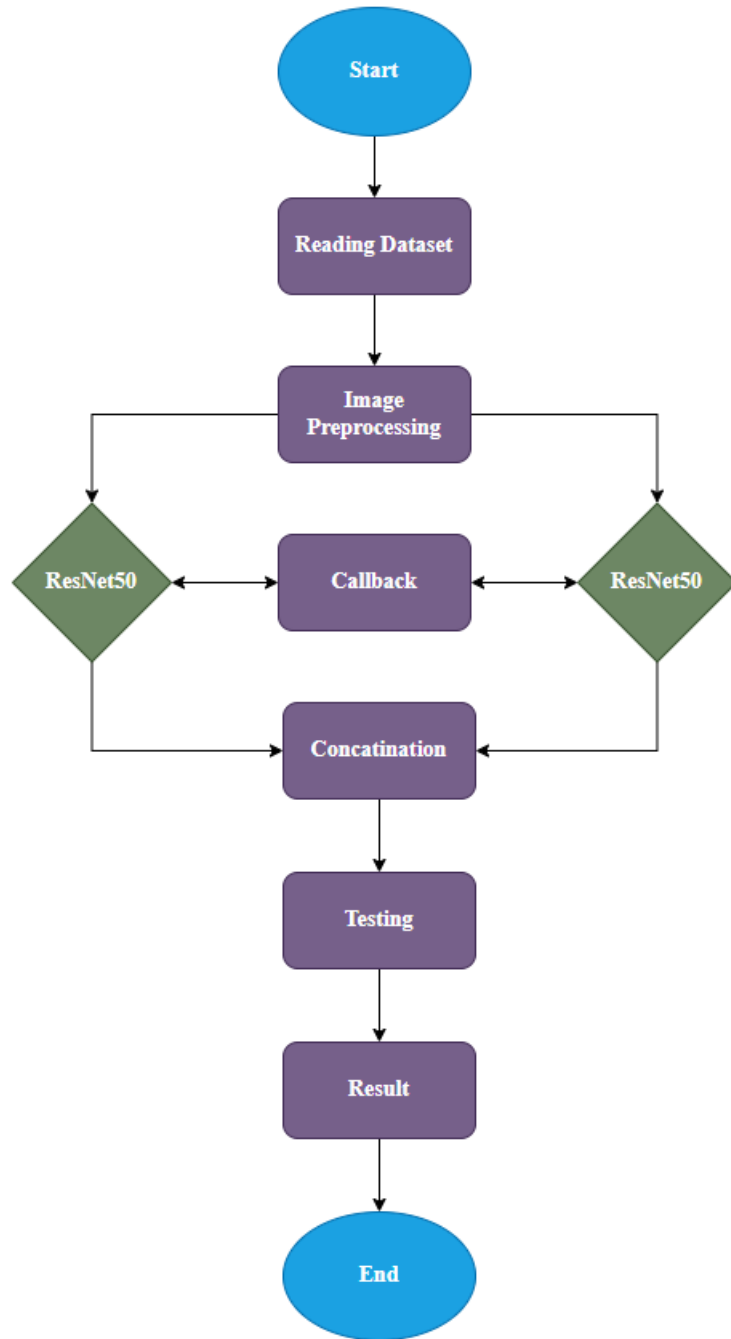 Start
Reading Dataset
Image
Preprocessing
ResNet50
Callback
ResNet50
Concatination
Testing
Result
End